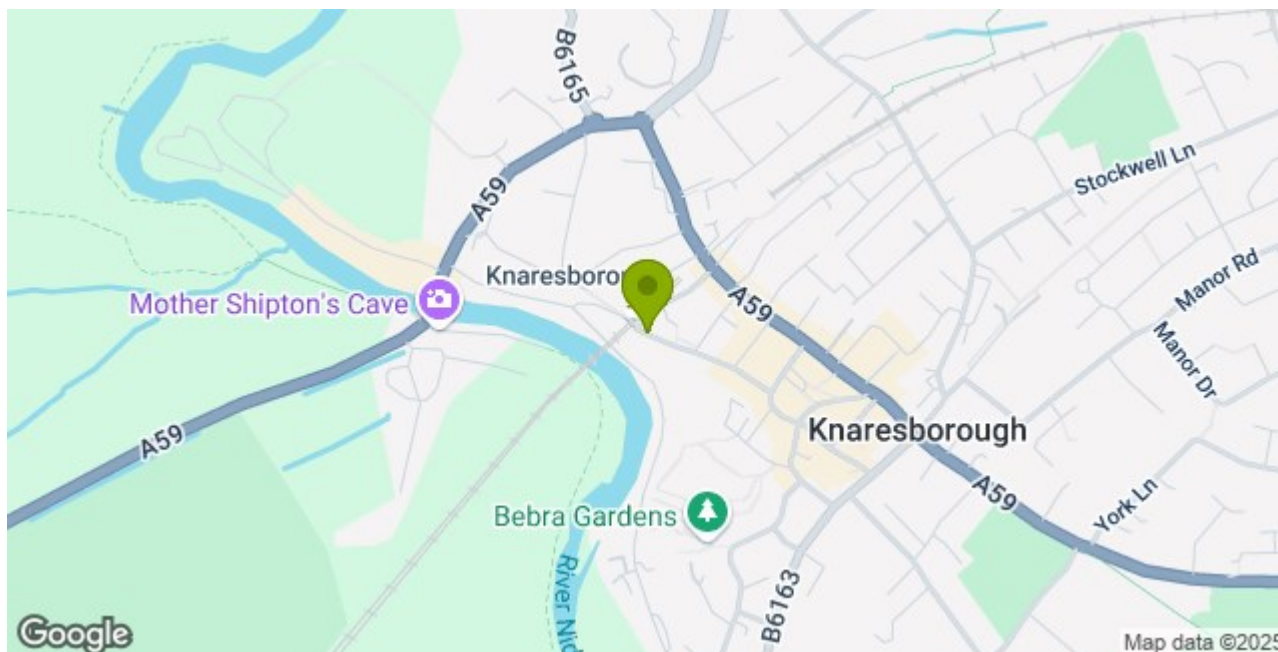 B6165
A59
Stockwell Ln
Knaresboro
Mother Shipton's Cave
A59
Manor Rd
Manor Dr
A59
Knaresborough
A59
York Ln
Bebra Gardens
River Nid
B6163
Google
Map data ©2025